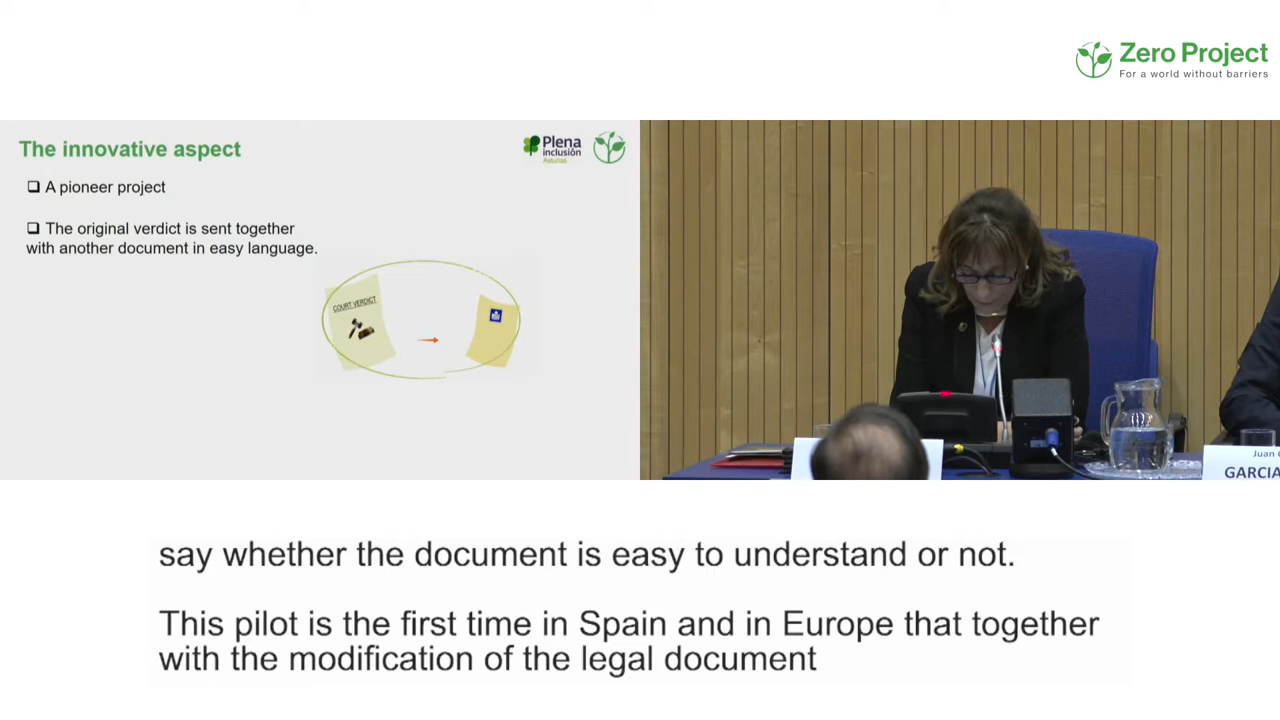 Zero Project
For a world without barriers
The innovative aspect
Plena
inclusión
Asturias
❑ A pioneer project
❑ The original verdict is sent together
with another document in easy language.
COURT VERDICT
Juan
GARCIA
say whether the document is easy to understand or not.
This pilot is the first time in Spain and in Europe that together
with the modification of the legal document